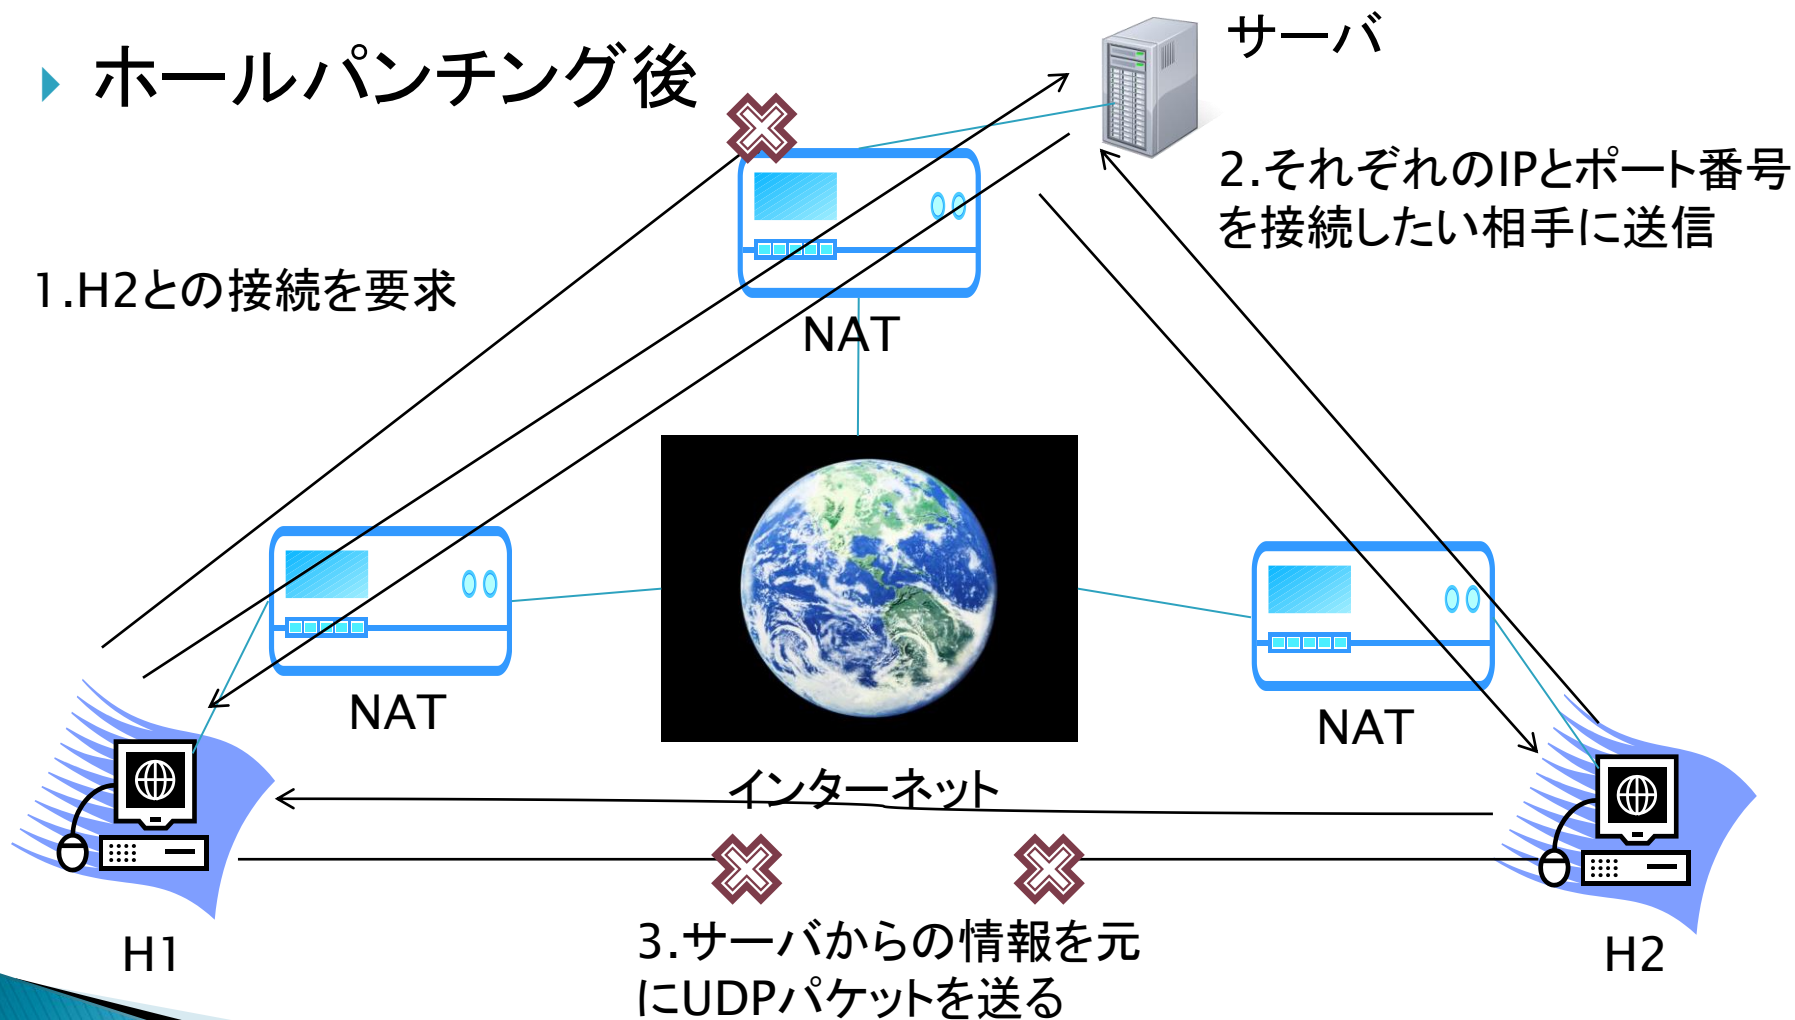 ホールパンチング後
サーバ
2.それぞれのIPとポート番号
を接続したい相手に送信
1.H2との接続を要求
NAT
NAT
NAT
インターネット
3.サーバからの情報を元
にUDPパケットを送る
H1
H2